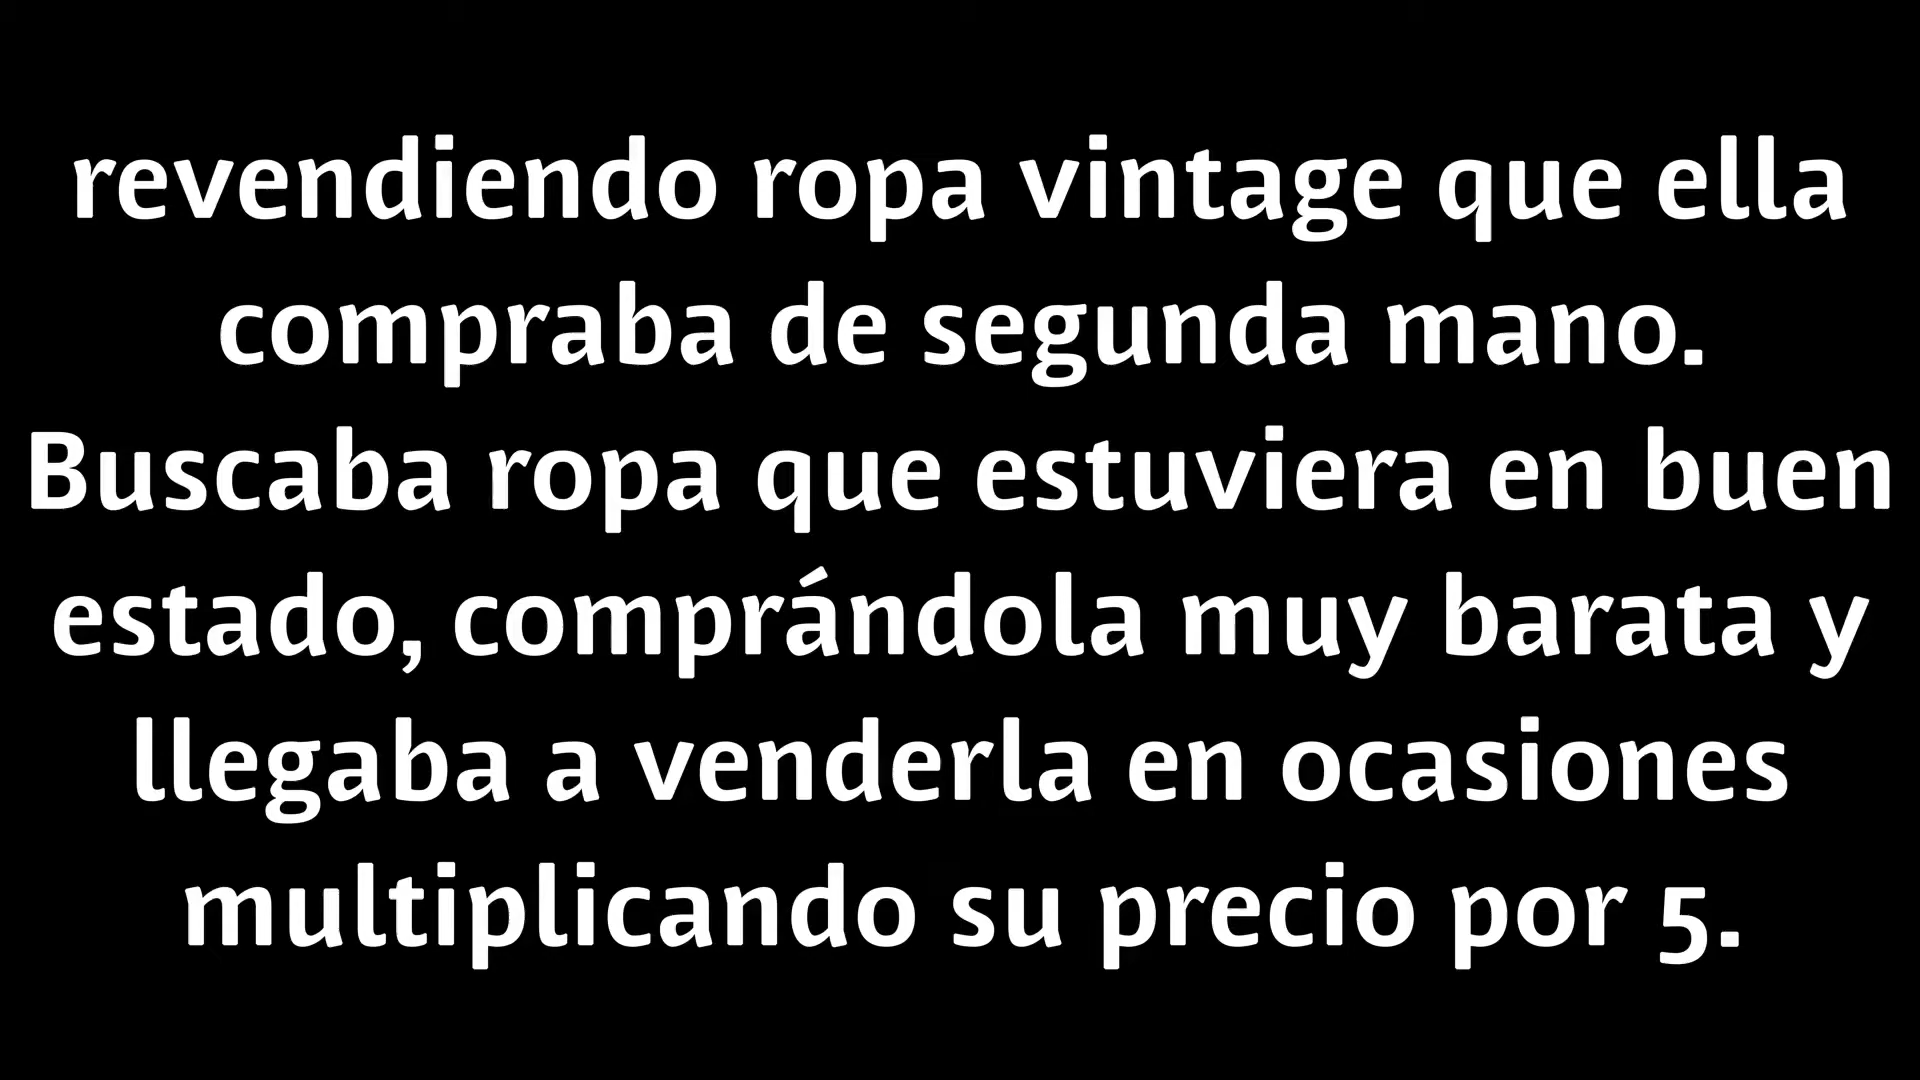 revendiendo ropa vintage que ella
compraba de segunda mano.
Buscaba ropa que estuviera en buen
estado, comprándola muy barata y
llegaba a venderla en ocasiones
multiplicando su precio por 5.